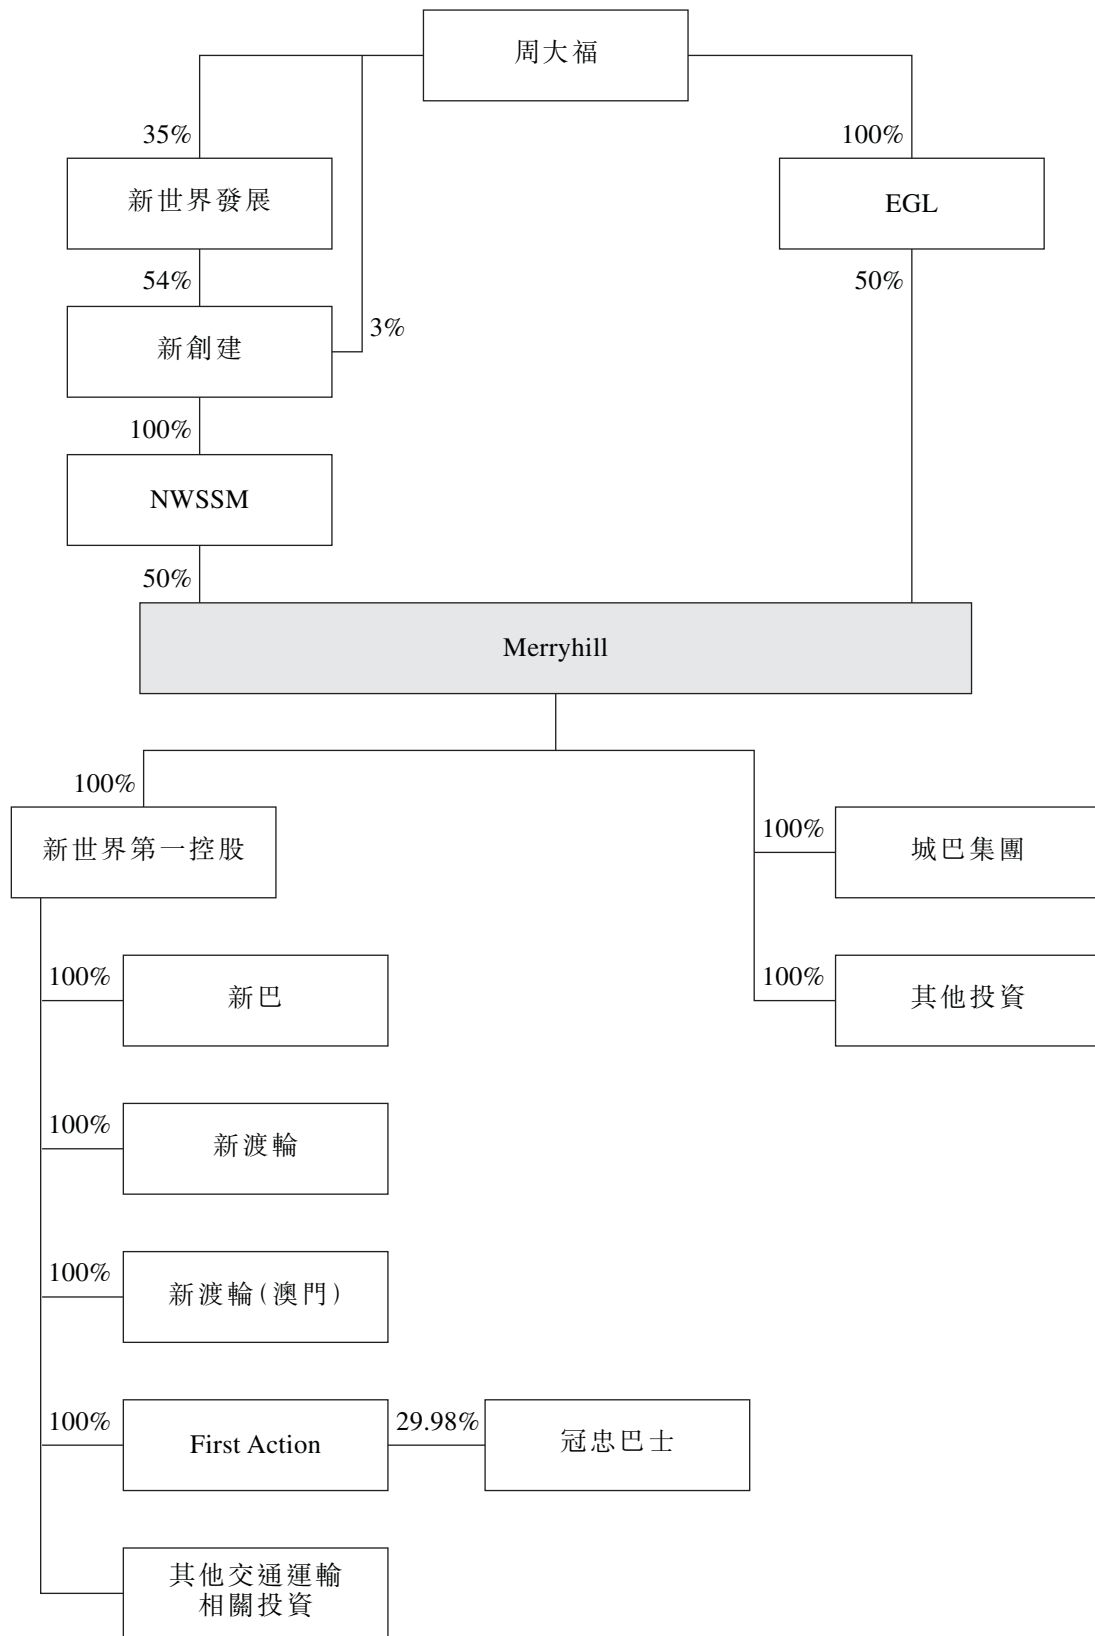 周大福
35%
100%
新世界發展
EGL
54%
50%
3%
新創建
100%
NWSSM
50%
Merryhill
100%
新世界第一控股
100%
城巴集團
100%
新巴
100%
其他投資
100%
新渡輪
100%
新渡輪(澳門)
100%
First Action
29.98%
冠忠巴士
其他交通運輸
相關投資